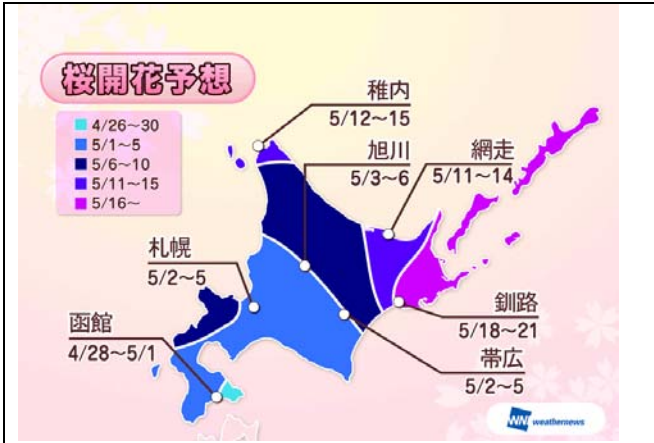 桜開花予想
4/26～30
5/1～5
5/6～10
5/11～15
5/16～
稚内
5/12～15
旭川
5/3～6
網走
5/11～14
札幌
5/2～5
函館
4/28～5/1
釧路
5/18～21
帯広
5/2～5
WNI weathernews